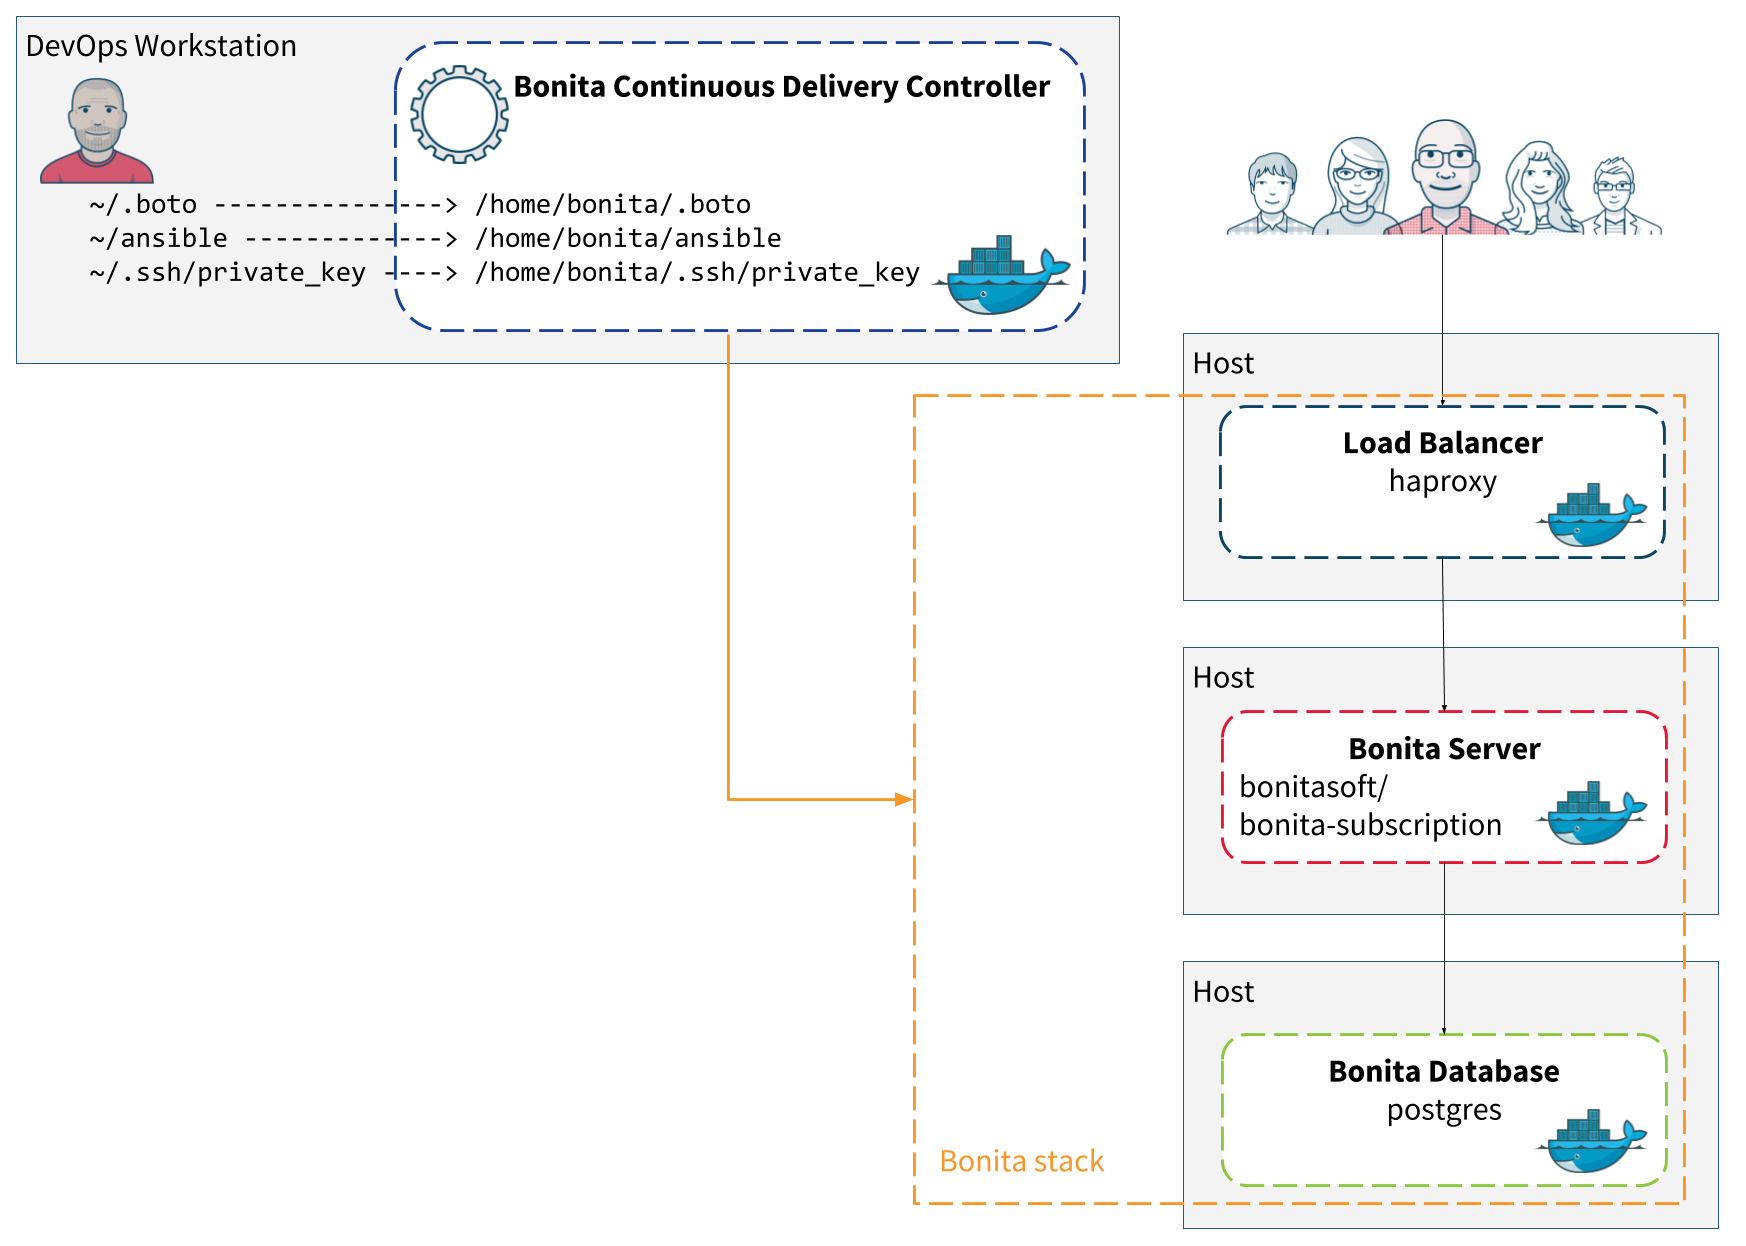 DevOps Workstation
Bonita Continuous Delivery Controller
~/.boto ---------------> /home/bonita/.boto
~/ansible -------------> /home/bonita/ansible
~/.ssh/private_key ----> /home/bonita/.ssh/private_key
Host
Load Balancer
haproxy
Host
Bonita Server
bonitasoft/
bonita-subscription
Host
Bonita Database
postgres
Bonita stack